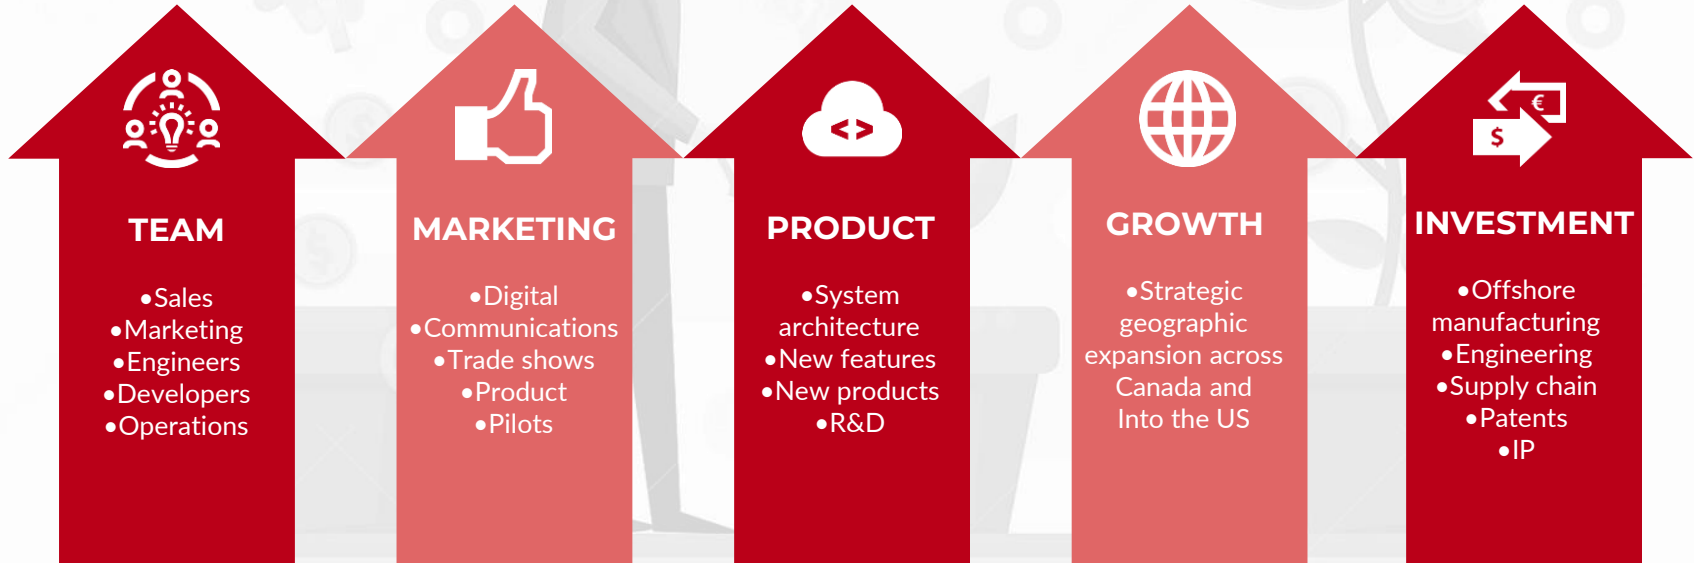 TEAM
•Sales
•Marketing
•Engineers
•Developers
•Operations
MARKETING
•Digital
•Communications
•Trade shows
•Product
•Pilots
<>
PRODUCT
•System
architecture
•New features
•New products
•R&D
GROWTH
•Strategic
geographic
expansion across
Canada and
Into the US
€
$
INVESTMENT
•Offshore
manufacturing
•Engineering
•Supply chain
•Patents
•IP